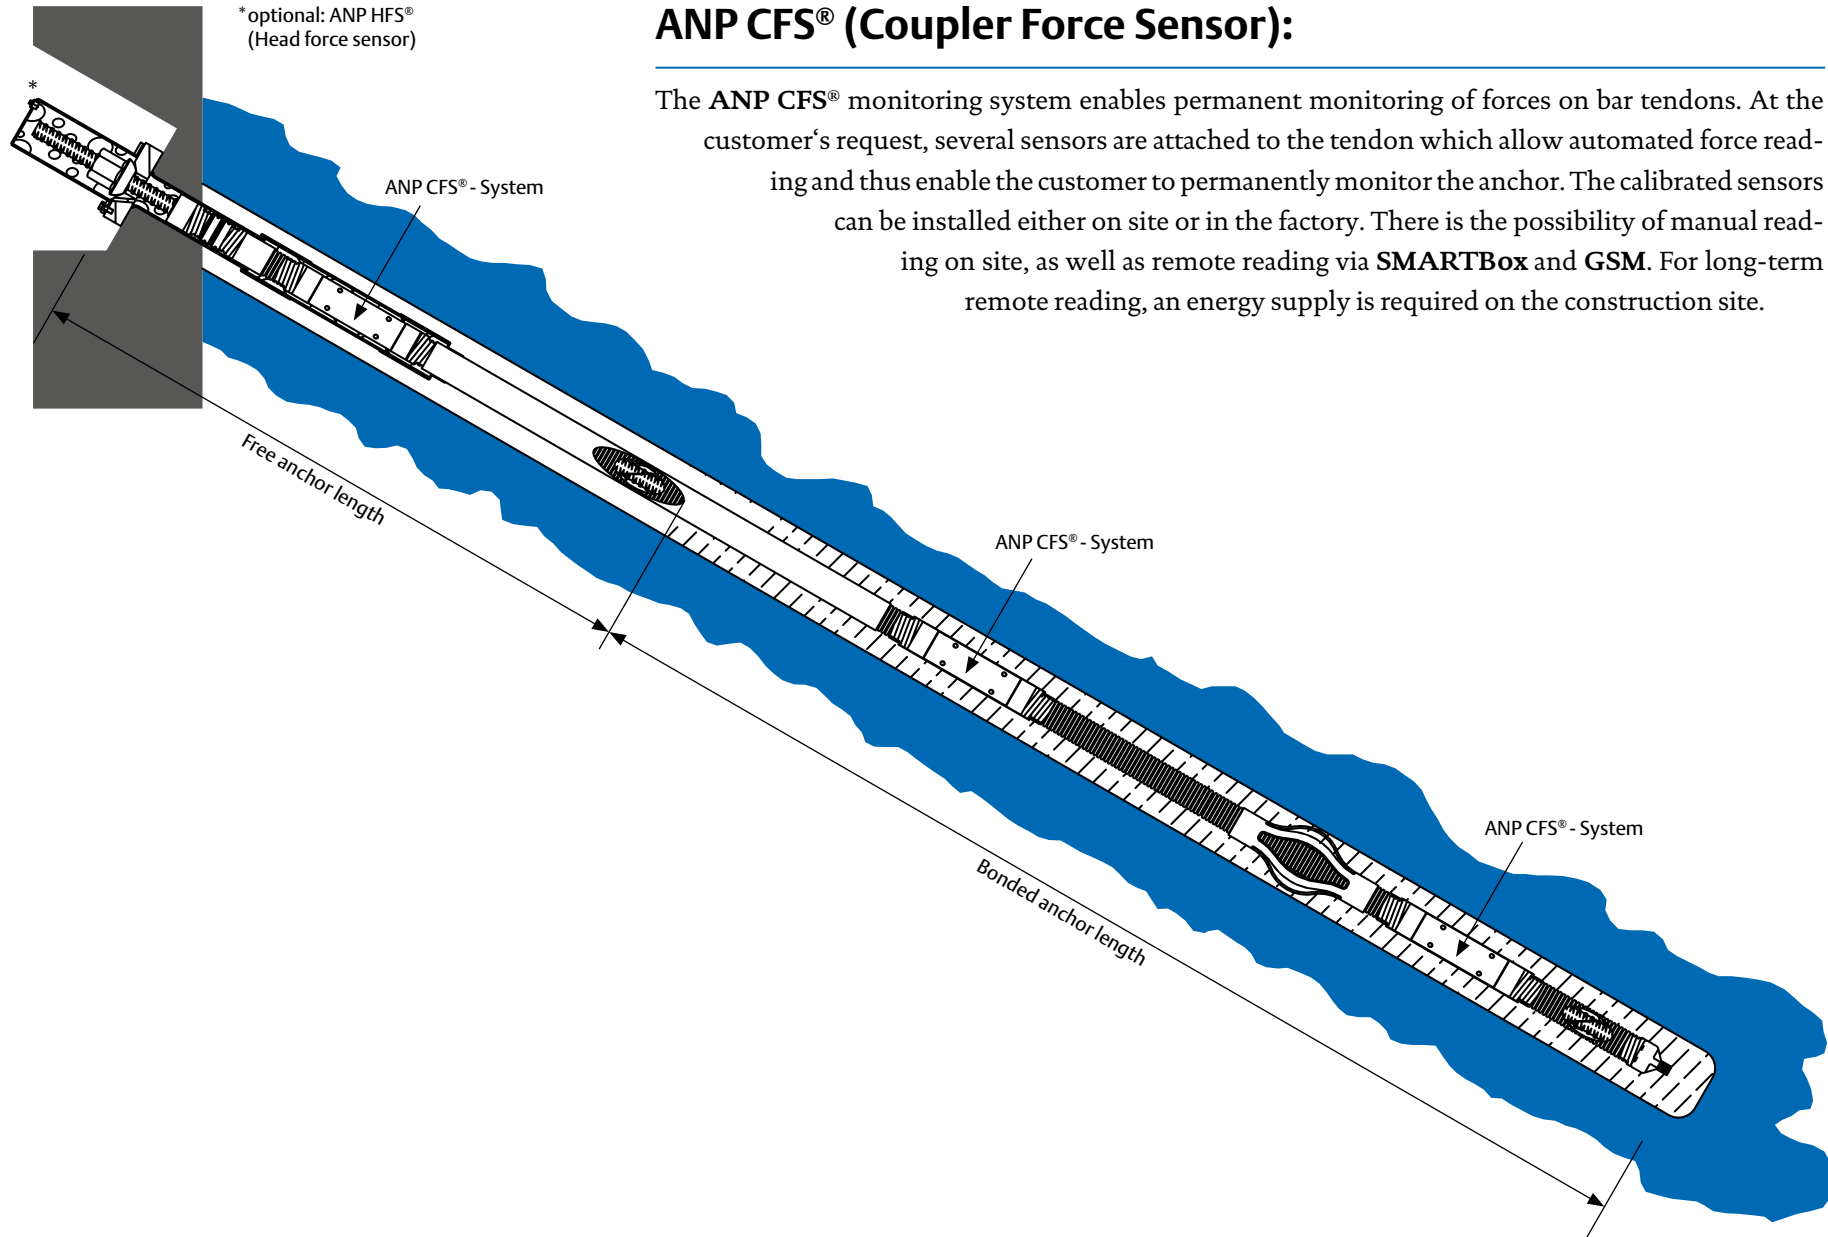 * optional: ANP HFS®
(Head force sensor)
ANP CFS® (Coupler Force Sensor):
The ANP CFS® monitoring system enables permanent monitoring of forces on bar tendons. At the
customer‘s request, several sensors are attached to the tendon which allow automated force read-
ing and thus enable the customer to permanently monitor the anchor. The calibrated sensors
can be installed either on site or in the factory. There is the possibility of manual read-
ing on site, as well as remote reading via SMARTBox and GSM. For long-term
remote reading, an energy supply is required on the construction site.
*
ANP CFS® - System
Free anchor length
ANP CFS® - System
ANP CFS® - System
Bonded anchor length